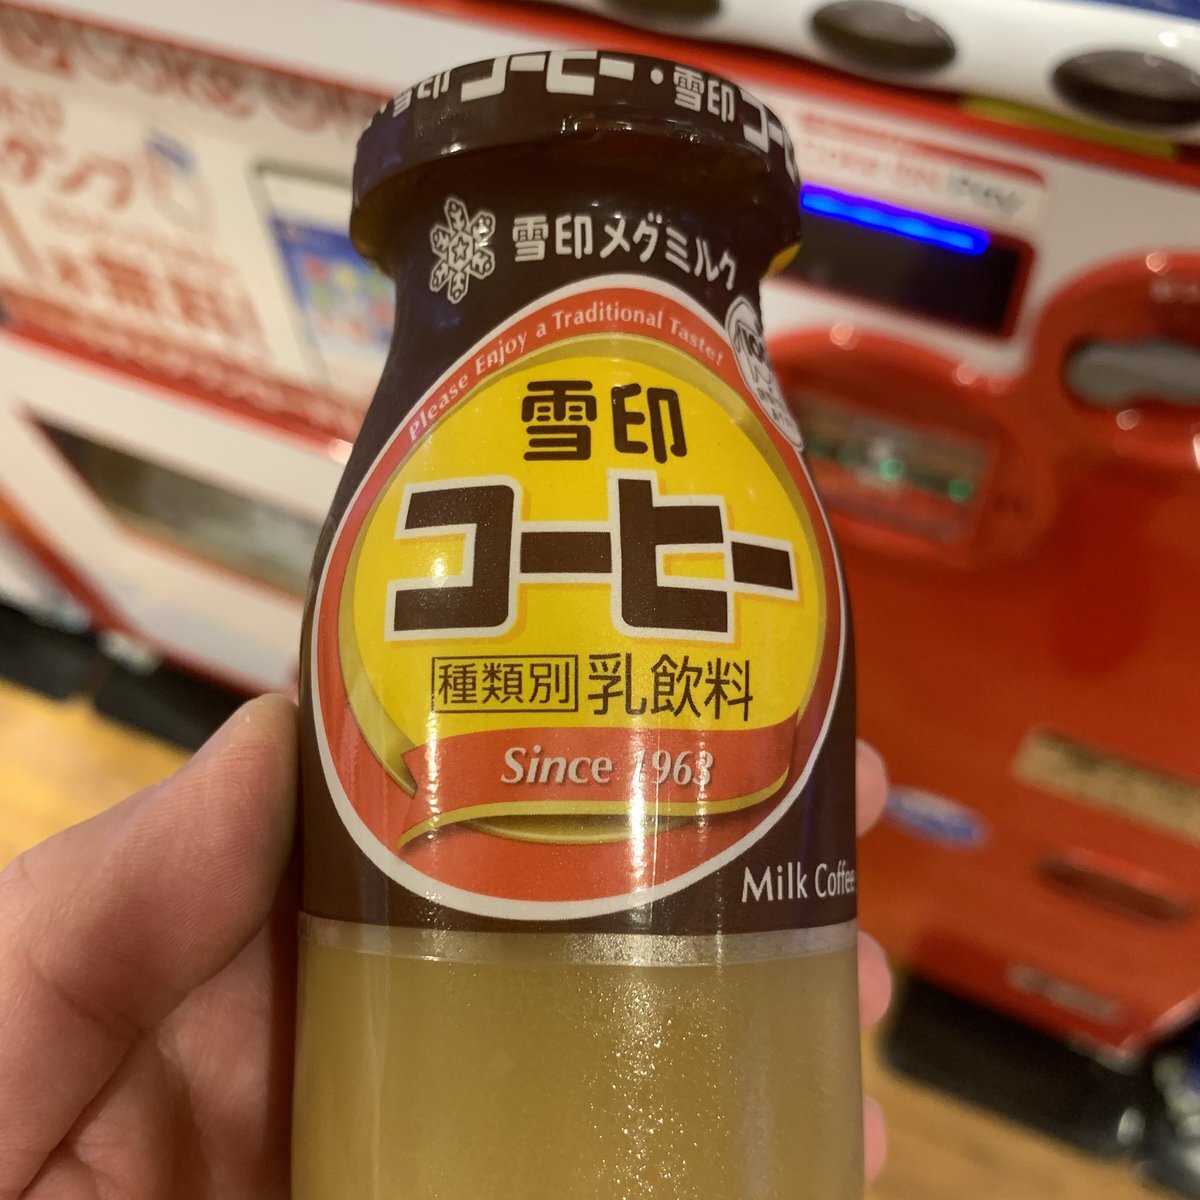 雪印 コーヒー・雪印 コーヒ
雪印メグミルク
Please Enjoy a Traditional Taste!
雪印
コーヒー
種類別 乳飲料
Since 1963
Milk Coffee